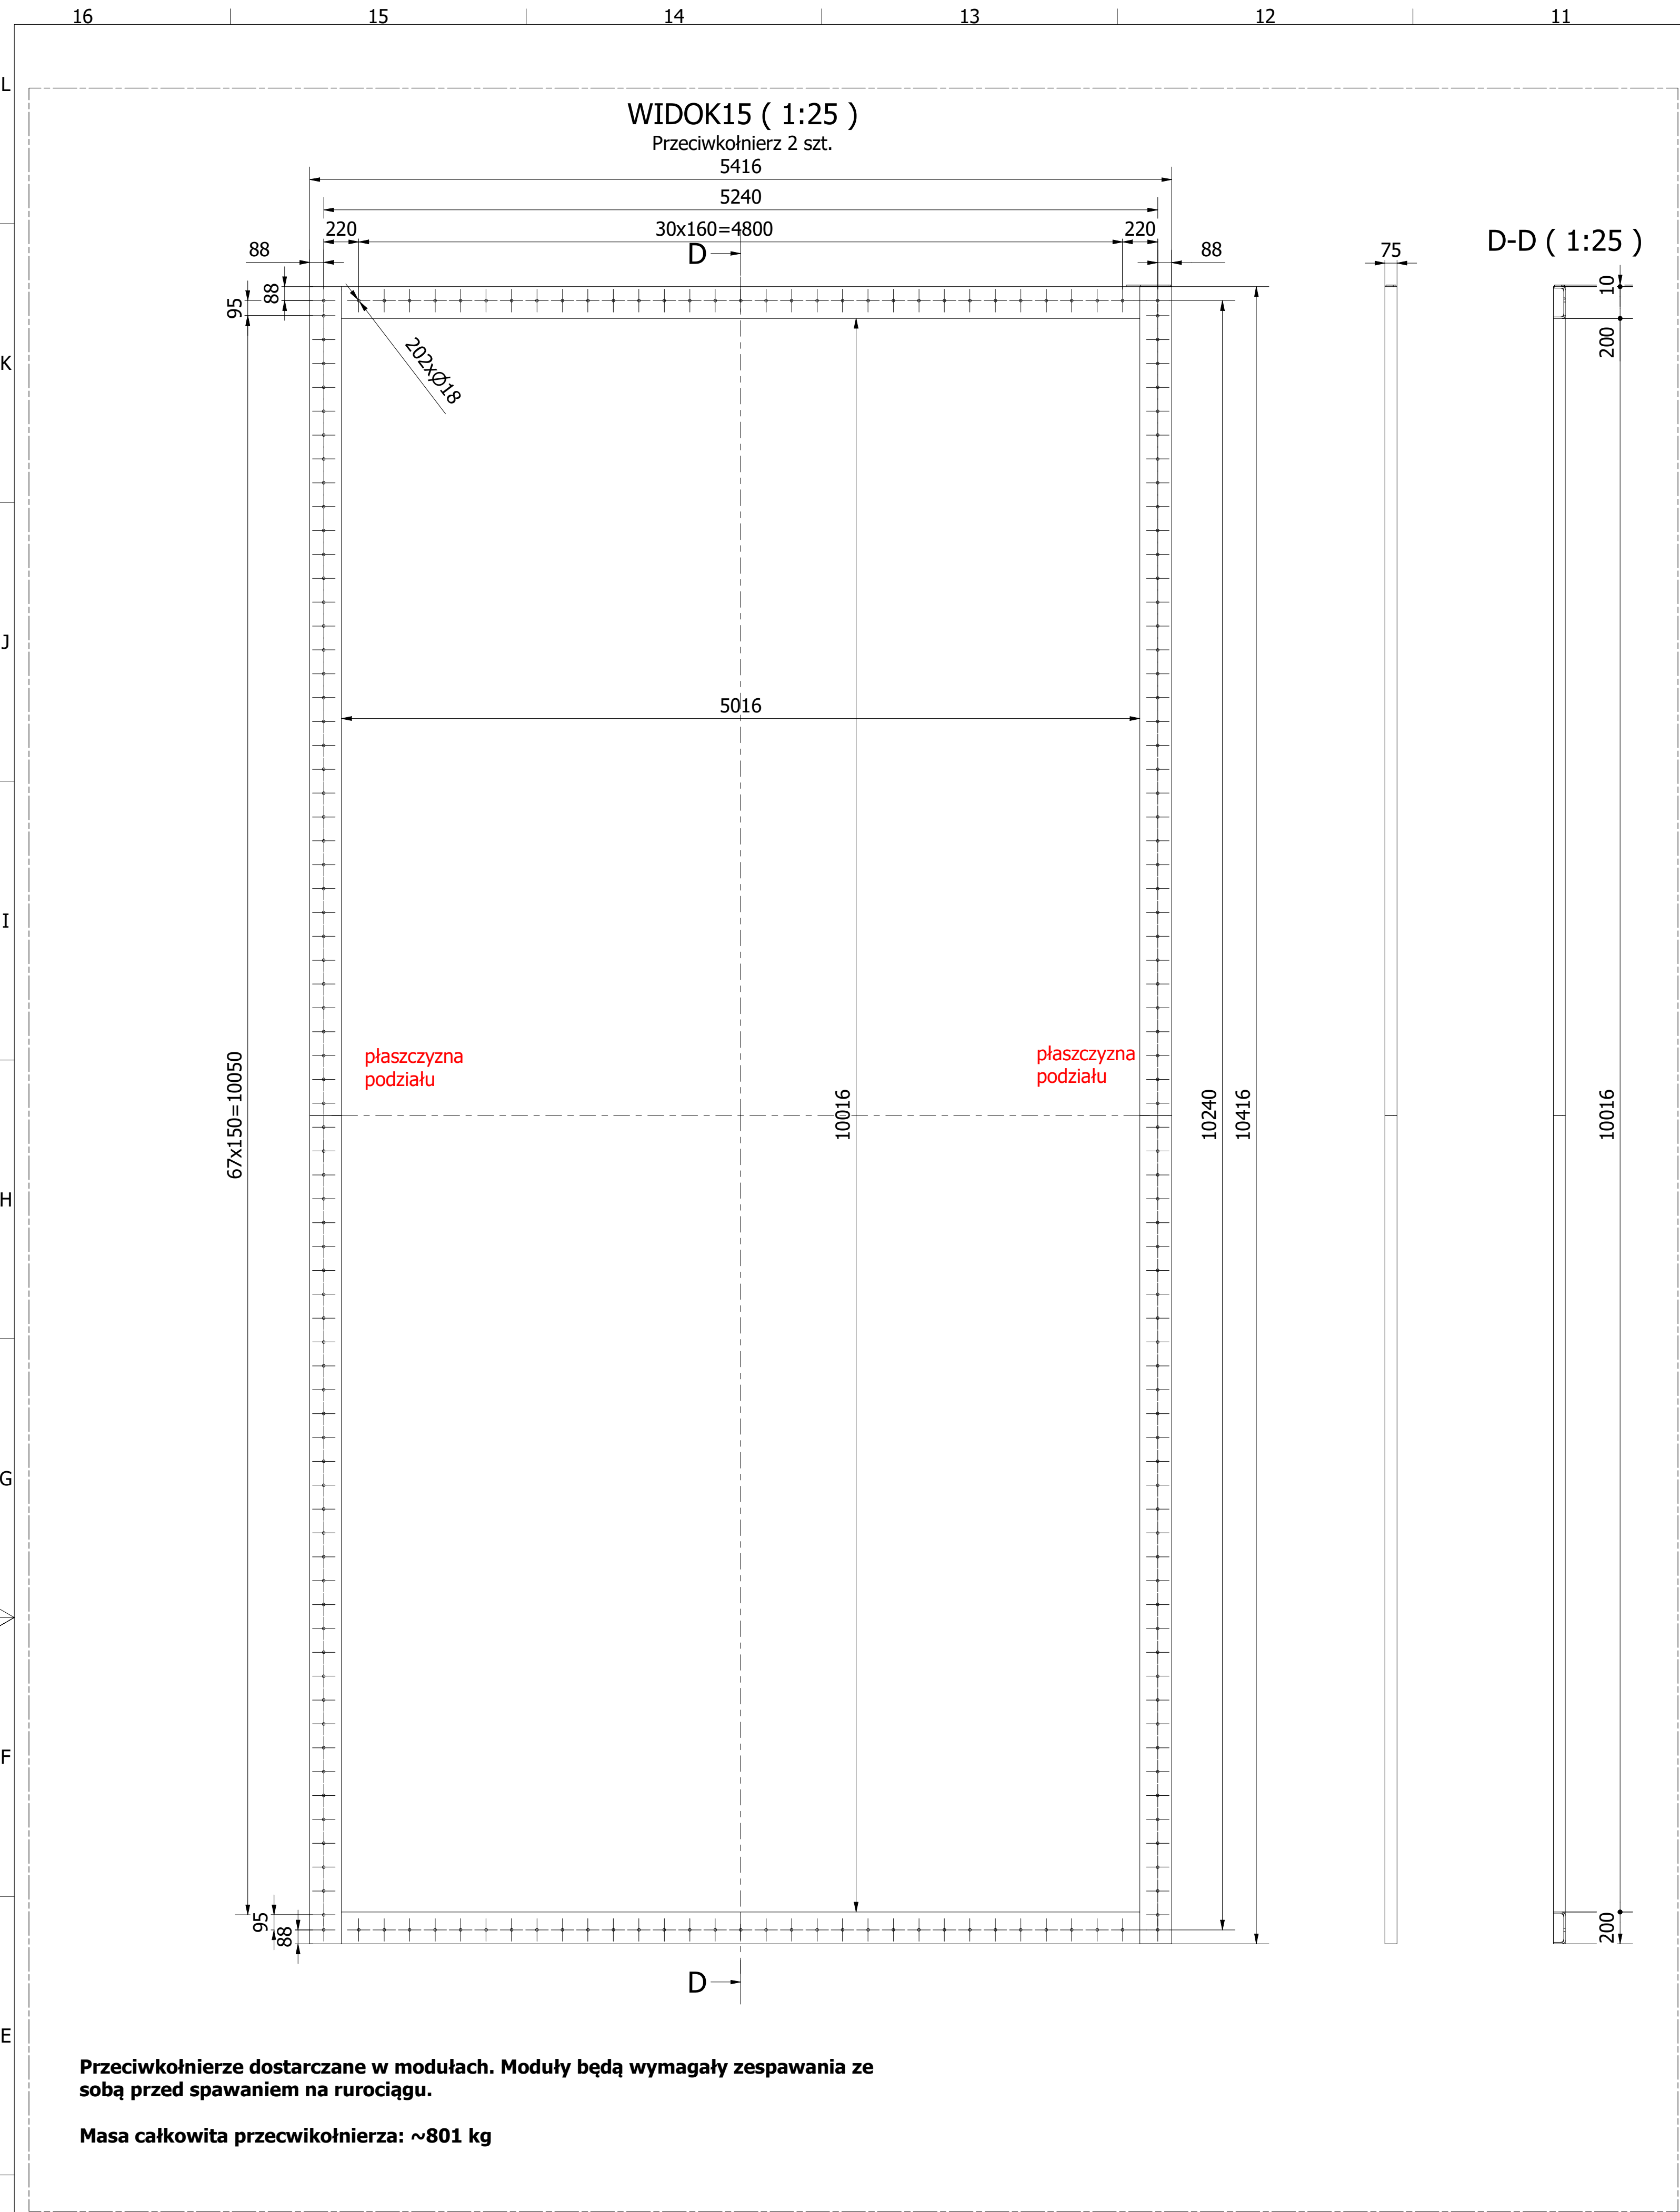 16
15
14
13
12
11
L
WIDOK15 ( 1:25 )
Przeciwkołnierz 2 szt.
5416
5240
220
30x160=4800
220
88
D
88
75
D-D ( 1:25 )
88
95
10
K
202xØ18
200
J
5016
I
płaszczyzna
podziału
płaszczyzna
podziału
67x150=10050
10016
10240
10416
10016
H
G
F
95
88
200
D
E
Przeciwkołnierze dostarczane w modułach. Moduły będą wymagały zespawania ze
sobą przed spawaniem na rurociągu.
Masa całkowita przecwikołnierza: ~801 kg